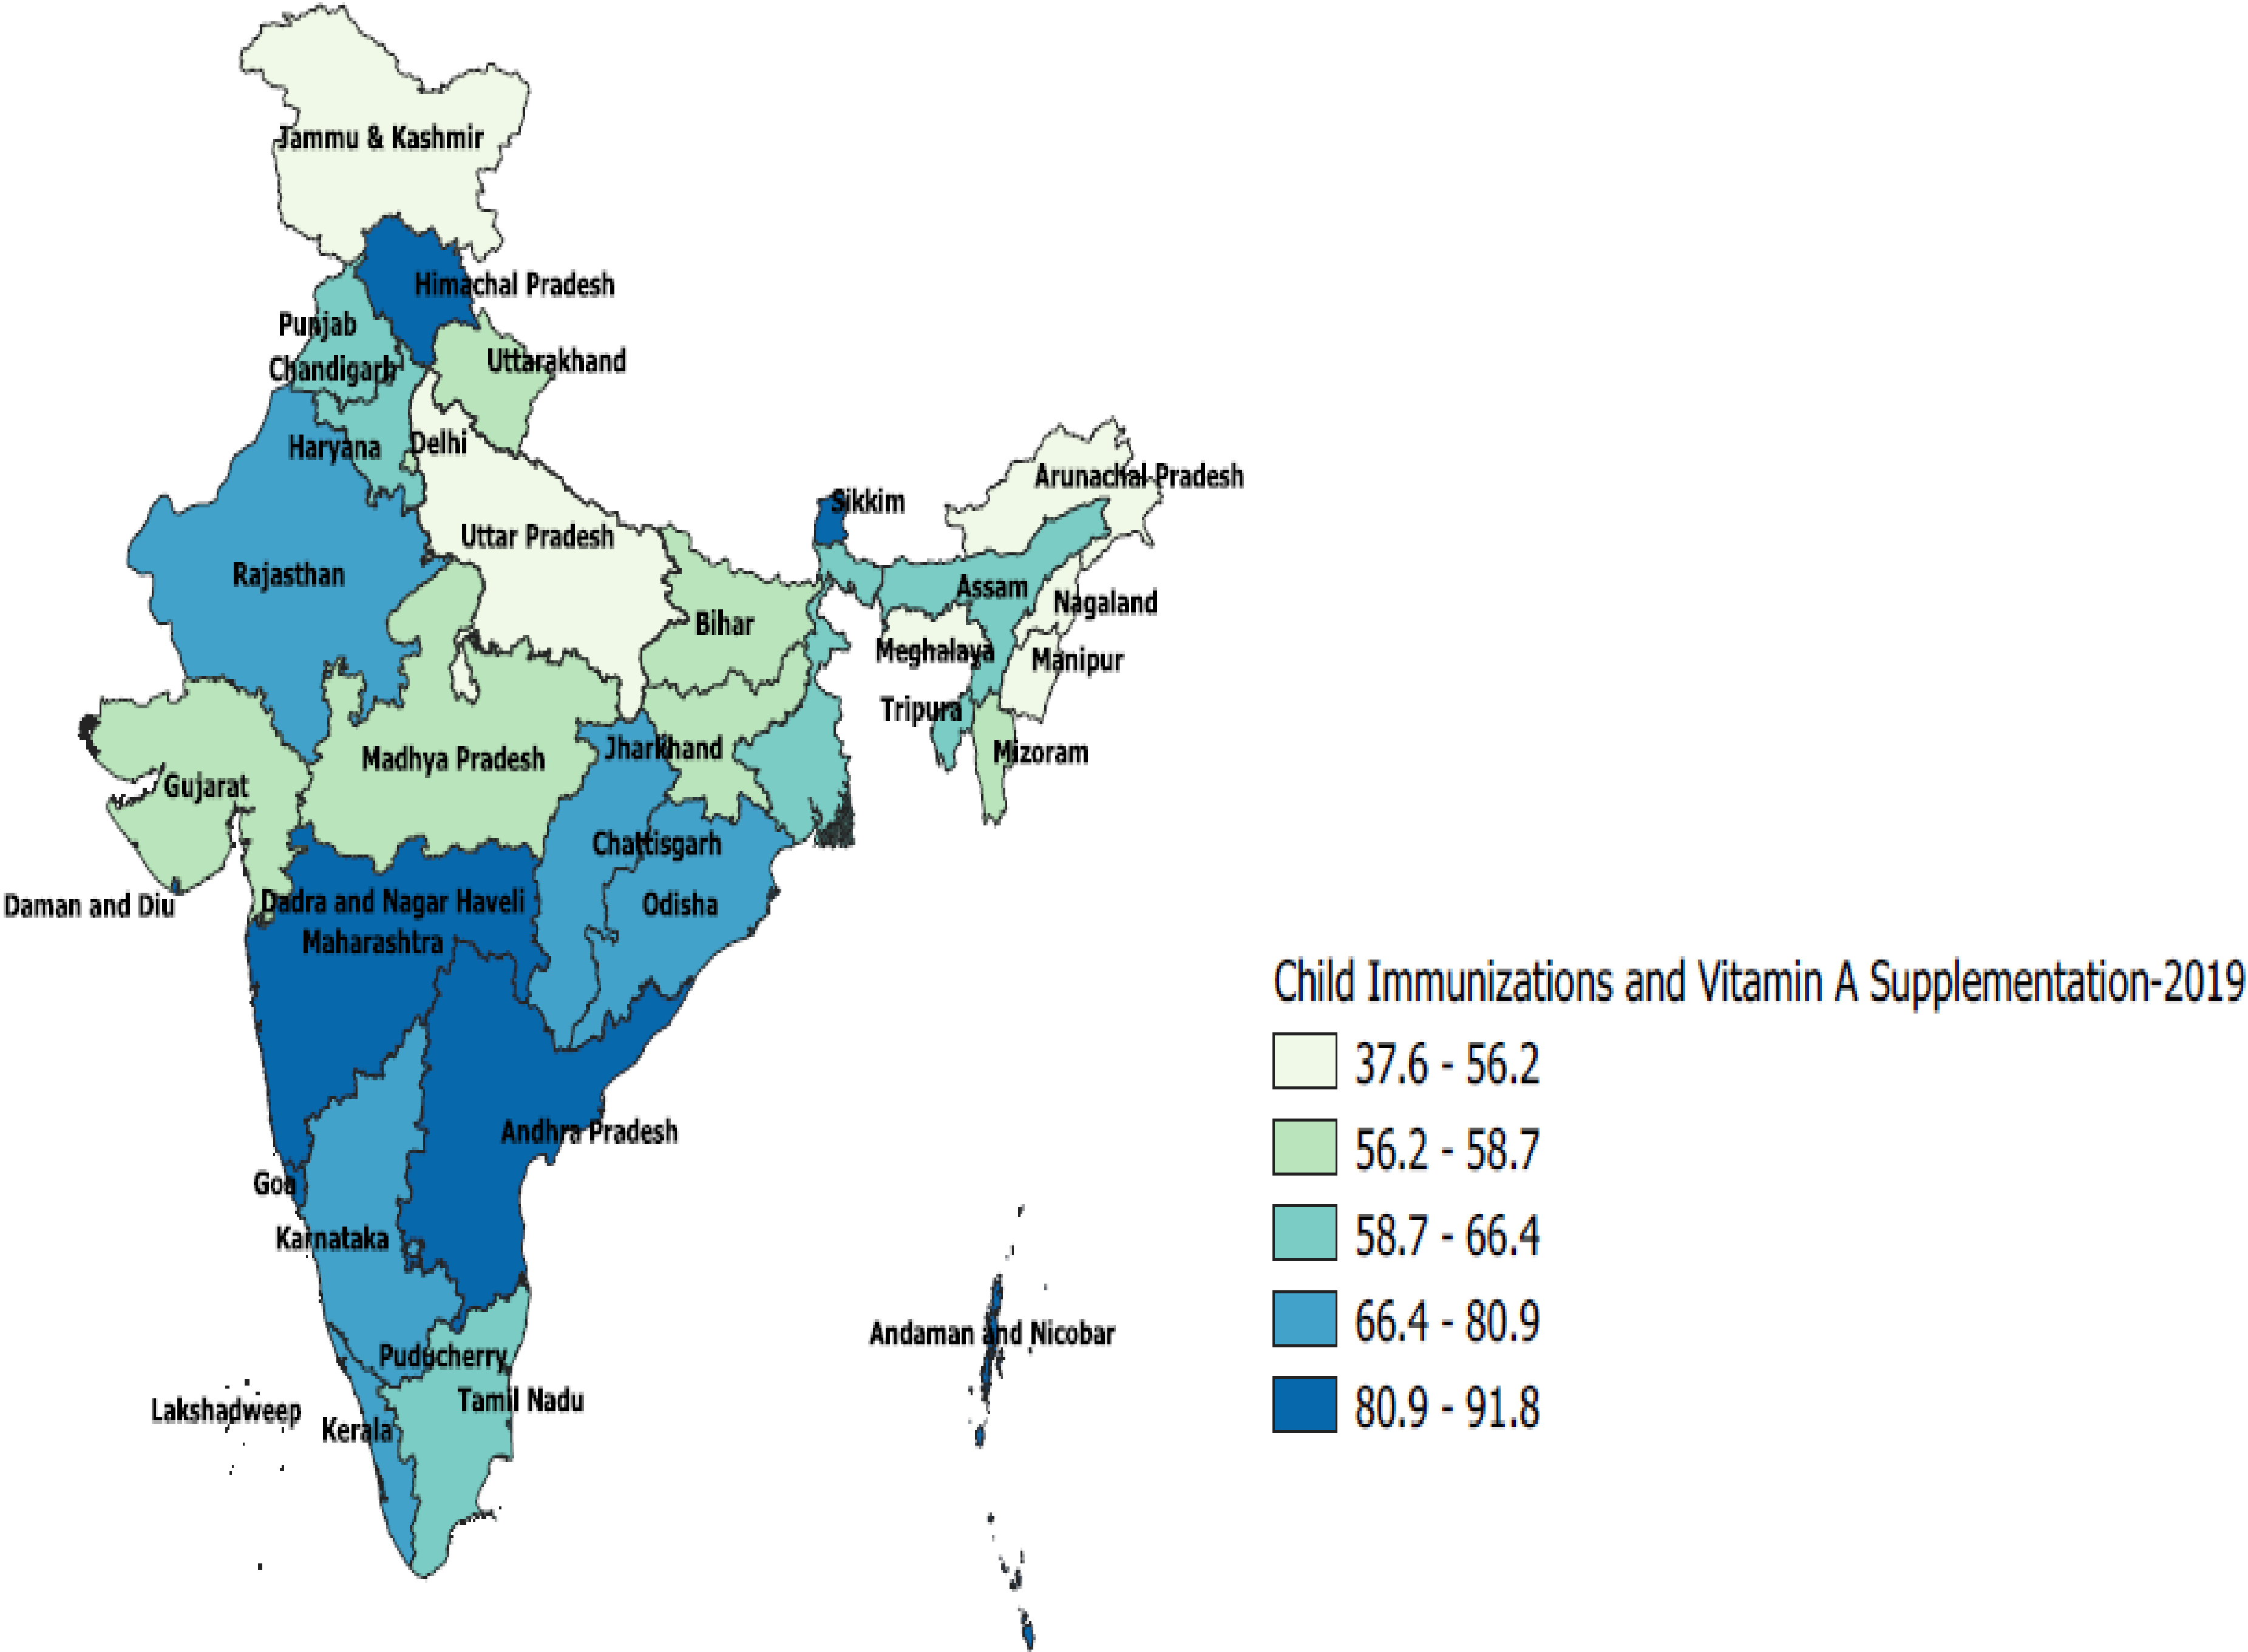 Jammu & Kashmir
Himachal Pradesh
Punjab
Uttarakhand
Chandigarh
Haryana
Delhi
Arunachal Pradesh
Sikkim
Uttar Pradesh
Rajasthan
Assam
Nagaland
Bihar
Meghalaya
Manipur
Tripura
Jharkhand
Mizoram
Madhya Pradesh
Gujarat
Chattisgarh
Daman and Diu
Dadra and Nagar Haveli
Odisha
Maharashtra
Andhra Pradesh
Goa
Karnataka
Andaman and Nicobar
Puducherry
Tamil Nadu
Lakshadweep
Kerala
Child Immunizations and Vitamin A Supplementation-2019
37.6 - 56.2
56.2 - 58.7
58.7 - 66.4
66.4 - 80.9
80.9 - 91.8